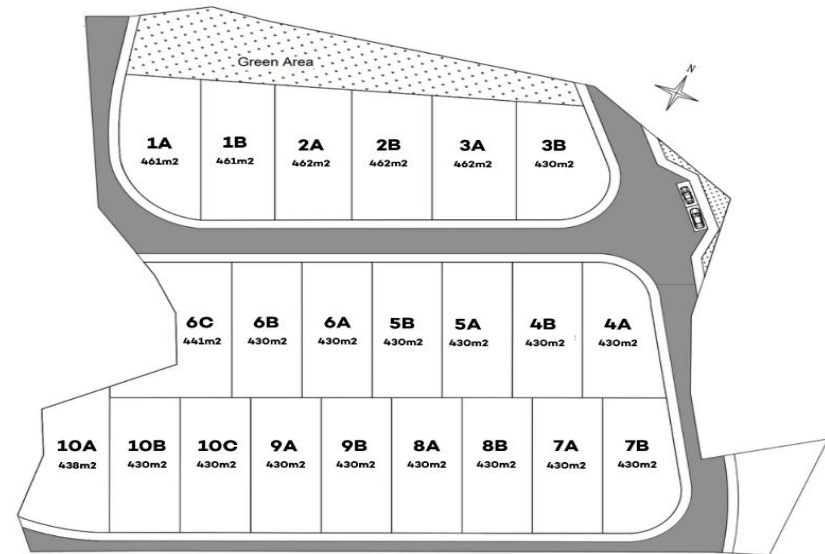 Green Area
N
1A
461m2
1B
461m2
2A
462m2
2B
462m2
3A
462m2
3B
430m2
6C
441m2
6B
430m2
6A
430m2
5B
430m2
5A
430m2
4B
430m2
4A
430m2
10A
438m2
10B
430m2
10C
430m2
9A
430m2
9B
430m2
8A
430m2
8B
430m2
7A
430m2
7B
430m2